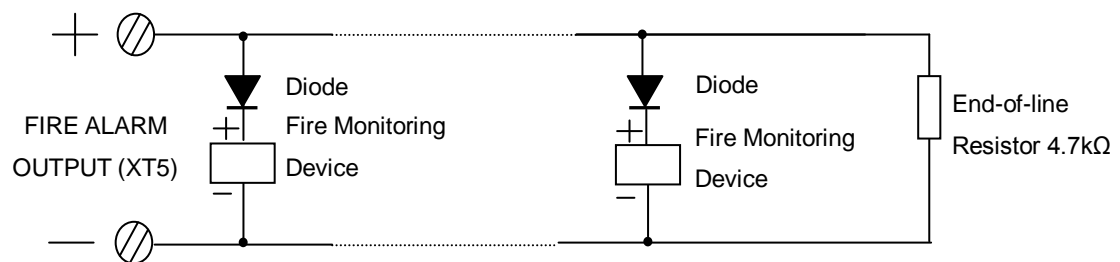 +
Diode
Diode
FIRE ALARM
OUTPUT (XT5)
+
Fire Monitoring
Device
−
+
Fire Monitoring
Device
−
End-of-line
Resistor 4.7kΩ
−